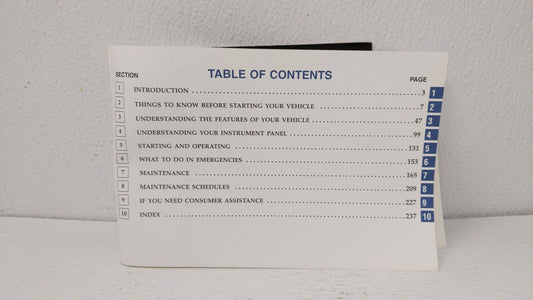 SECTION TABLE OF CONTENTS PAGE
1 INTRODUCTION ........................................ 3 1
2 THINGS TO KNOW BEFORE STARTING YOUR VEHICLE ........................................ 7 2
3 UNDERSTANDING THE FEATURES OF YOUR VEHICLE ........................................ 47 3
4 UNDERSTANDING YOUR INSTRUMENT PANEL ........................................ 99 4
5 STARTING AND OPERATING ........................................ 131 5
6 WHAT TO DO IN EMERGENCIES ........................................ 153 6
7 MAINTENANCE ........................................ 165 7
8 MAINTENANCE SCHEDULES ........................................ 209 8
9 IF YOU NEED CONSUMER ASSISTANCE ........................................ 227 9
10 INDEX ........................................ 237 10